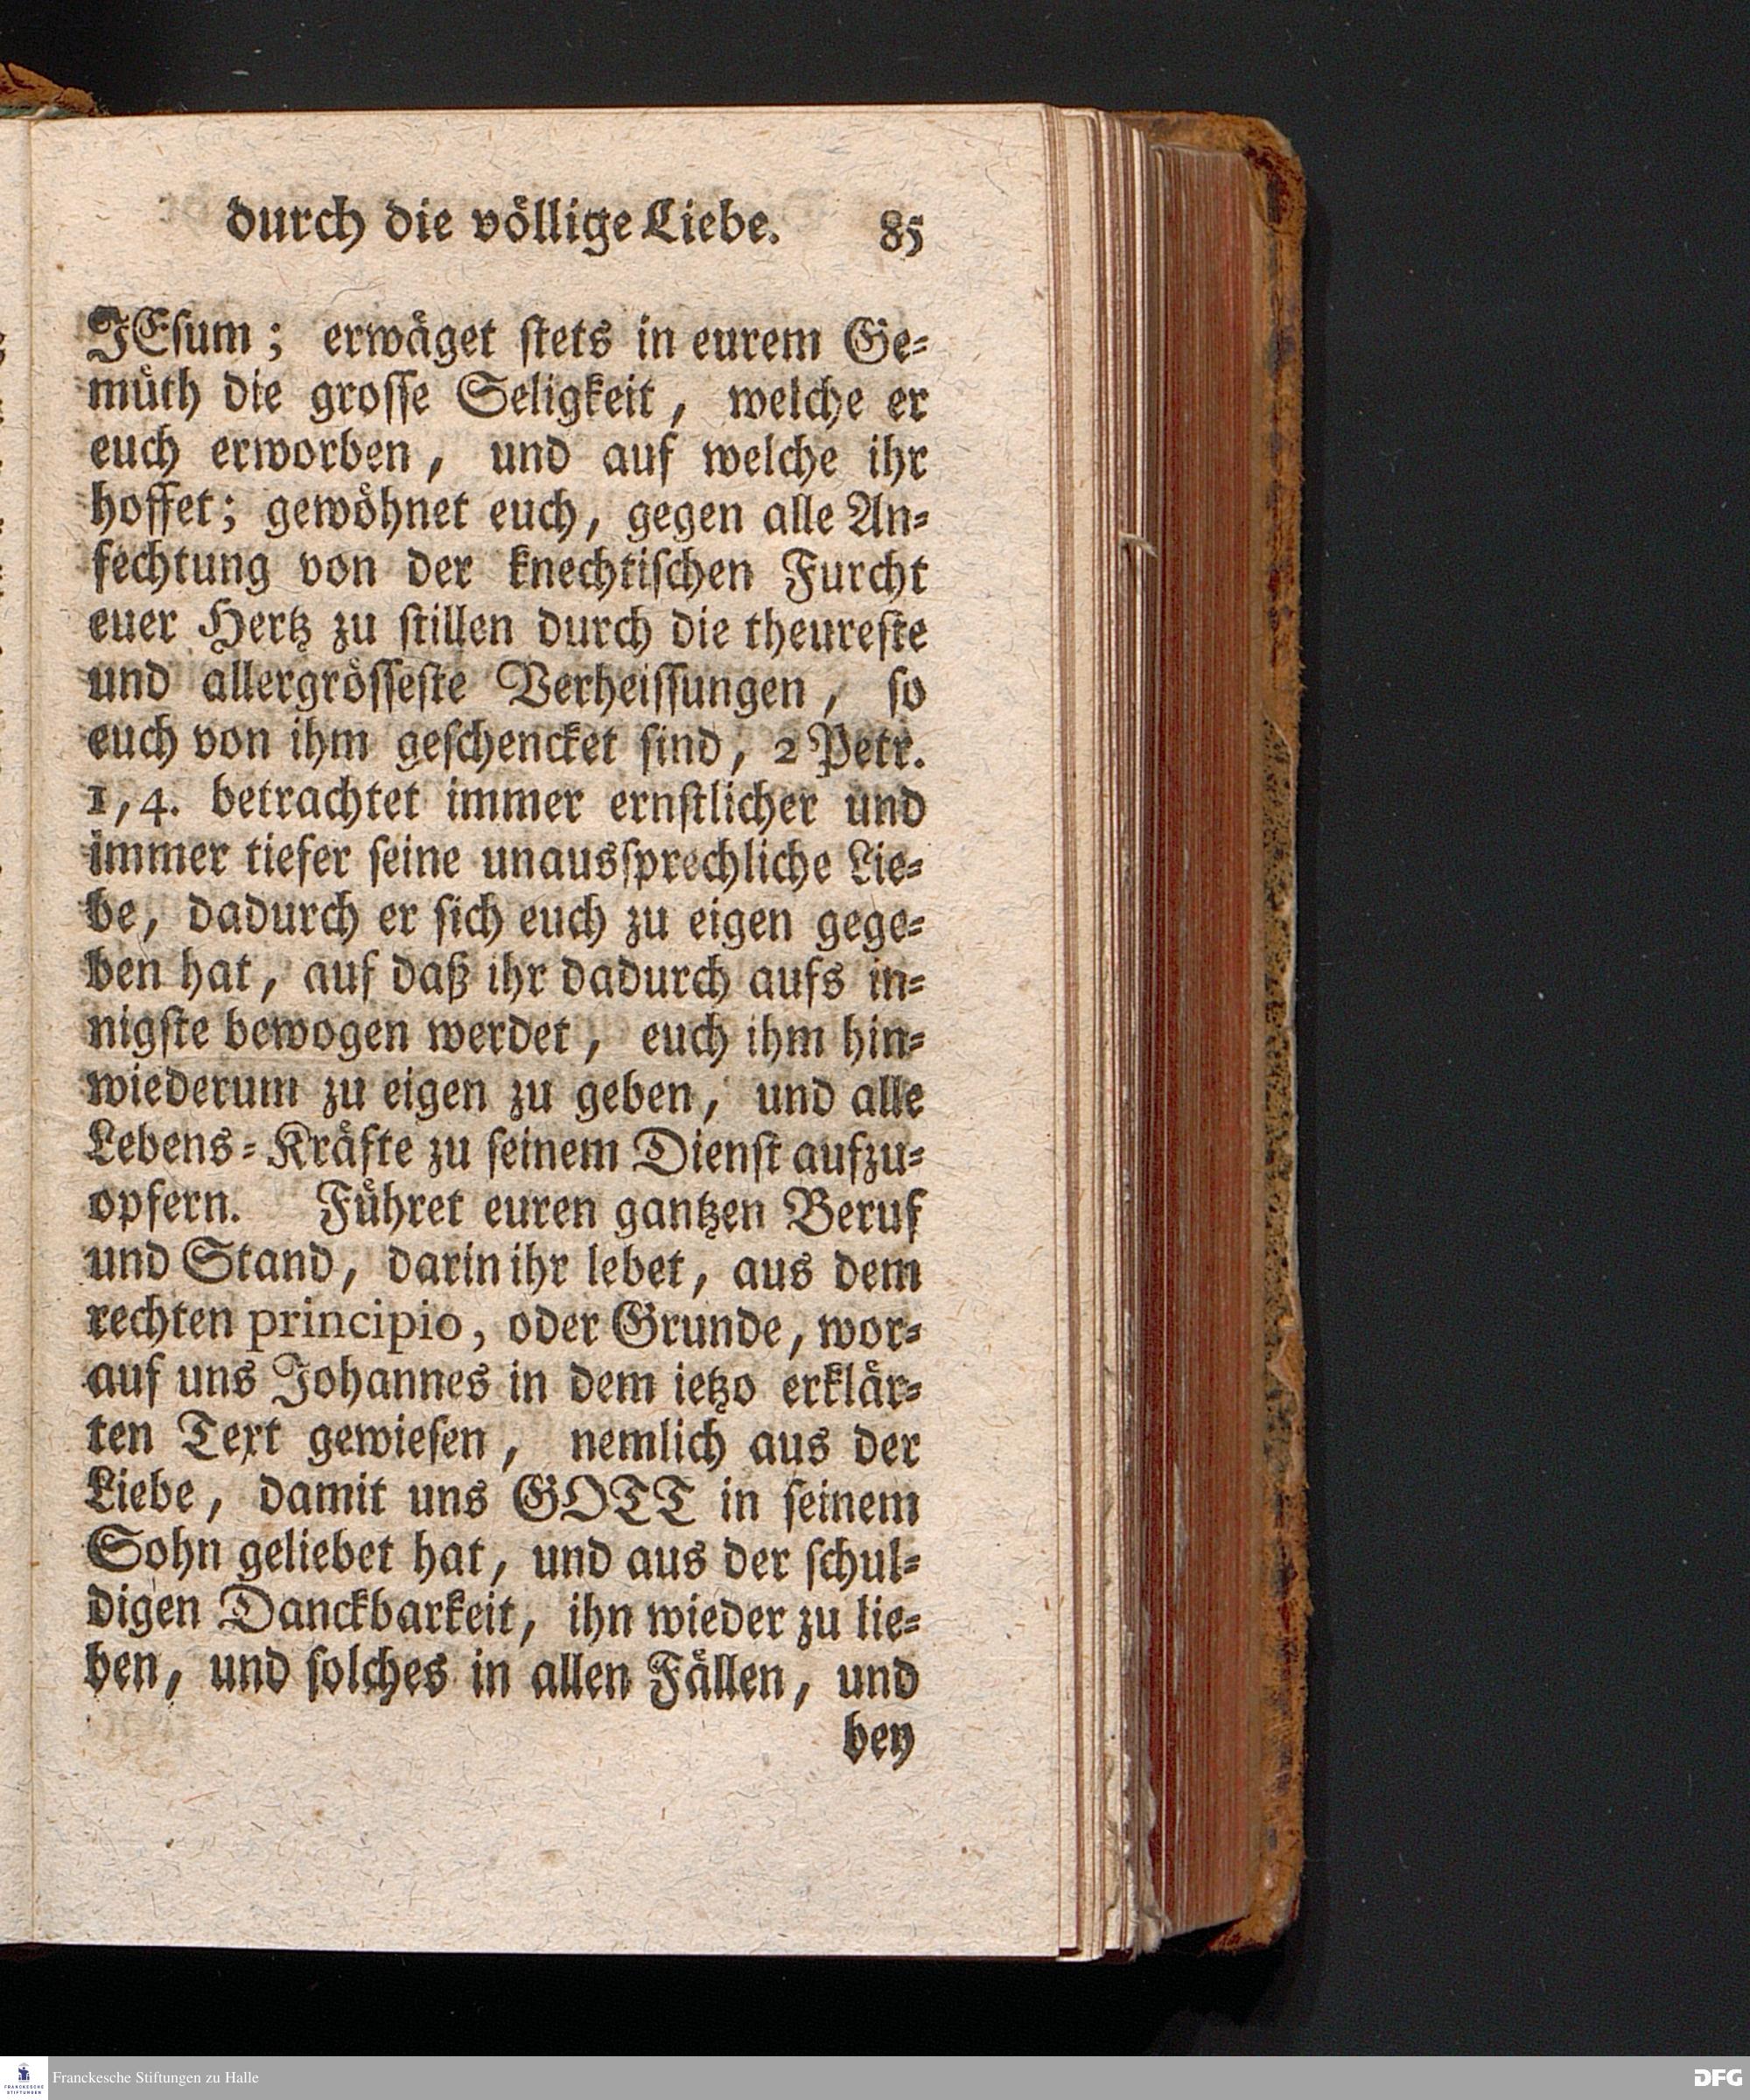 durch die völlige Liebe. 85
JEsum; erwäget stets in eurem Ge-
müth die grosse Seligkeit, welche er
euch erworben, und auf welche ihr
hoffet; gewöhnet euch, gegen alle An-
fechtung von der knechtischen Furcht
euer Hertz zu stillen durch die theureste
und allergrösseste Verheissungen, so
euch von ihm geschencket sind, 2 Petr.
1, 4. betrachtet immer ernstlicher und
immer tiefer seine unaussprechliche Lie-
be, dadurch er sich euch zu eigen gege-
ben hat, auf daß ihr dadurch aufs in-
nigste bewogen werdet, euch ihm hin-
wiederum zu eigen zu geben, und alle
Lebens-Kräfte zu seinem Dienst aufzu-
opfern. Führet euren gantzen Beruf
und Stand, darin ihr lebet, aus dem
rechten principio, oder Grunde, wor-
auf uns Johannes in dem ietzo erklär-
ten Text gewiesen, nemlich aus der
Liebe, damit uns GOTT in seinem
Sohn geliebet hat, und aus der schul-
digen Danckbarkeit, ihn wieder zu lie-
ben, und solches in allen Fällen, und
bey
FRANCKESCHE
STIFTUNGEN
Franckesche Stiftungen zu Halle
DFG